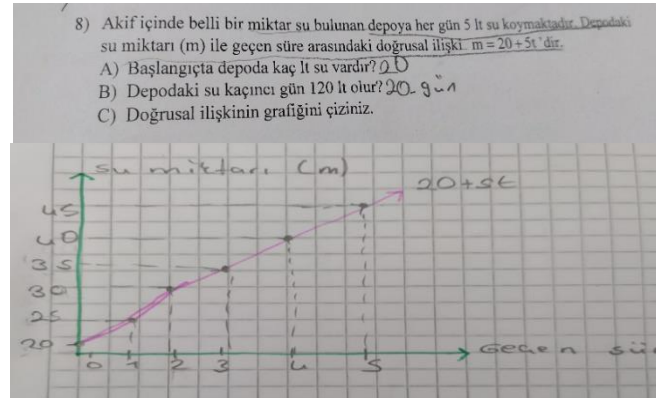 8) Akif içinde belli bir miktar su bulunan depoya her gün 5 lt su koymaktadır. Depodaki
su miktarı (m) ile geçen süre arasındaki doğrusal ilişki m = 20+5t 'dir.
A) Başlangıçta depoda kaç lt su vardır? 20
B) Depodaki su kaçıncı gün 120 lt olur? 20. gün
C) Doğrusal ilişkinin grafiğini çiziniz.
su miktarı (m)
20+5t
45
40
35
30
25
20
0 1 2 3 4 5
Geçen sü